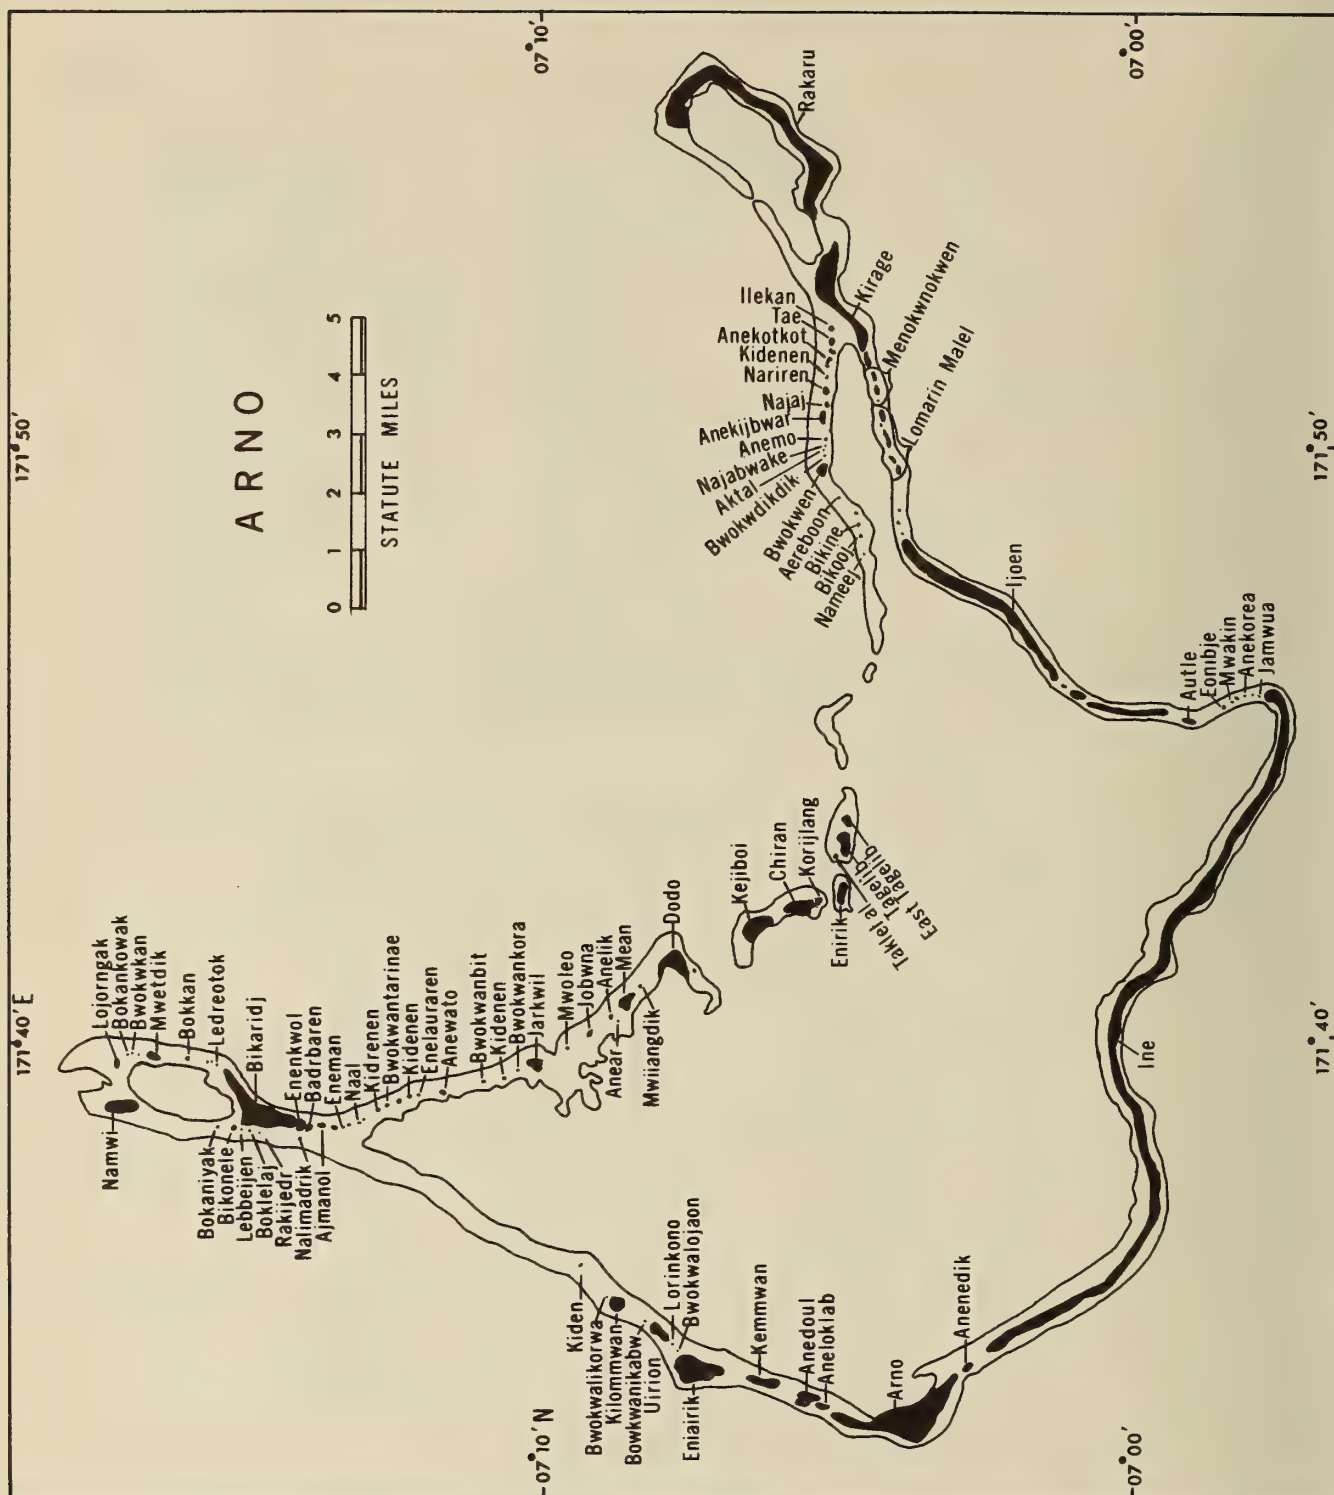 ARNO
0 1 2 3 4 5
STATUTE MILES
171°40'E
171°50'
07°10'
07°00'
07°10'N
07°00'
171°40'
171°50'
Lojorngak
Bokankowak
Bwokwkan
Mwetdik
Bokkan
Ledreotok
Bikaridj
Enenkwol
Badrbaren
Eneman
Naal
Kidrenen
Bwokwantarinae
Kidenen
Enelauraren
Anewato
Bwokwanbit
Kidenen
Bwokwankora
Jarkwil
Mwoleo
Jobwna
Anelik
Mean
Dodo
Anear
Mwiiangdik
Namwi
Bokaniyak
Bikonele
Lebbeijen
Boklelaj
Rakijedr
Nalimadrik
Ajmanol
Kiden
Bwokwalikorwa
Kilommwan
Bowkwanikabw
Uirion
Lorinkono
Bwokwalojaon
Eniairik
Kemmwan
Anedoul
Aneloklab
Arno
Anenedik
Ine
Kejiboi
Chiran
Korijlang
Enirik
Taklel al
Tagelib
East Tagelib
Ilekan
Tae
Anekotkot
Kidenen
Nariren
Najaj
Anekijbwar
Anemo
Najabwake
Aktal
Bwokwdikdik
Bwokwen
Aereboon
Bikine
Bikooj
Nameej
Rakaru
Kirage
Menokwnokwen
Lomarin Malel
Ijoen
Autle
Eonibje
Mwakin
Anekorea
Jamwua